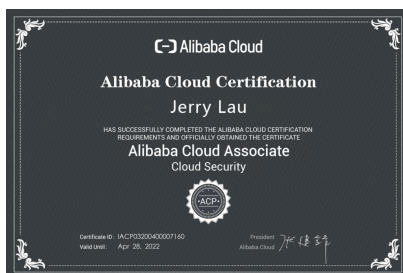 Alibaba Cloud
Alibaba Cloud Certification
Jerry Lau
HAS SUCCESSFULLY COMPLETED THE ALIBABA CLOUD CERTIFICATION
REQUIREMENTS AND OFFICIALLY OBTAINED THE CERTIFICATE
Alibaba Cloud Associate
Cloud Security
ACP
Certificate ID: IACP03200400007160
Valid Until: Apr 28, 2022
President
Alibaba Cloud